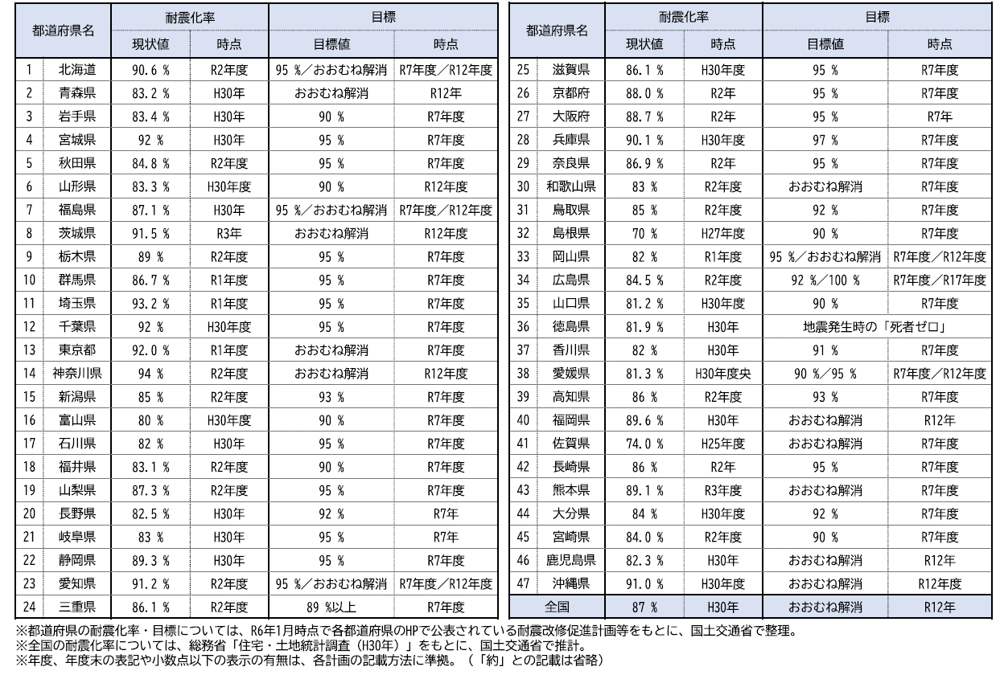 都道府県名 耐震化率 目標
現状値 時点 目標値 時点
1 北海道 90.6 % R2年度 95 %／おおむね解消 R7年度／R12年度
2 青森県 83.2 % H30年 おおむね解消 R12年
3 岩手県 83.4 % H30年 90 % R7年度
4 宮城県 92 % H30年 95 % R7年度
5 秋田県 84.8 % R2年度 95 % R7年度
6 山形県 83.3 % H30年度 90 % R12年度
7 福島県 87.1 % H30年 95 %／おおむね解消 R7年度／R12年度
8 茨城県 91.5 % R3年 おおむね解消 R12年度
9 栃木県 89 % R2年度 95 % R7年度
10 群馬県 86.7 % R1年度 95 % R7年度
11 埼玉県 93.2 % R1年度 95 % R7年度
12 千葉県 92 % H30年度 95 % R7年度
13 東京都 92.0 % R1年度 おおむね解消 R7年度
14 神奈川県 94 % R2年度 おおむね解消 R12年度
15 新潟県 85 % R2年度 93 % R7年度
16 富山県 80 % H30年度 90 % R7年度
17 石川県 82 % H30年 95 % R7年度
18 福井県 83.1 % R2年度 90 % R7年度
19 山梨県 87.3 % R2年度 95 % R7年度
20 長野県 82.5 % H30年 92 % R7年
21 岐阜県 83 % H30年 95 % R7年
22 静岡県 89.3 % H30年 95 % R7年度
23 愛知県 91.2 % R2年度 95 %／おおむね解消 R7年度／R12年度
24 三重県 86.1 % R2年度 89 %以上 R7年度
都道府県名 耐震化率 目標
現状値 時点 目標値 時点
25 滋賀県 86.1 % H30年度 95 % R7年度
26 京都府 88.0 % R2年 95 % R7年度
27 大阪府 88.7 % R2年 95 % R7年
28 兵庫県 90.1 % H30年度 97 % R7年度
29 奈良県 86.9 % R2年 95 % R7年度
30 和歌山県 83 % R2年度 おおむね解消 R7年度
31 鳥取県 85 % R2年度 92 % R7年度
32 島根県 70 % H27年度 90 % R7年度
33 岡山県 82 % R1年度 95 %／おおむね解消 R7年度／R12年度
34 広島県 84.5 % R2年度 92 %／100 % R7年度／R17年度
35 山口県 81.2 % H30年度 90 % R7年度
36 徳島県 81.9 % H30年 地震発生時の「死者ゼロ」
37 香川県 82 % H30年 91 % R7年度
38 愛媛県 81.3 % H30年度央 90 %／95 % R7年度／R12年度
39 高知県 86 % R2年度 93 % R7年度
40 福岡県 89.6 % H30年 おおむね解消 R12年
41 佐賀県 74.0 % H25年度 おおむね解消 R7年度
42 長崎県 86 % R2年 95 % R7年度
43 熊本県 89.1 % R3年度 おおむね解消 R7年度
44 大分県 84 % H30年度 92 % R7年度
45 宮崎県 84.0 % R2年度 90 % R7年度
46 鹿児島県 82.3 % H30年 おおむね解消 R12年
47 沖縄県 91.0 % H30年度 おおむね解消 R12年度
全国 87 % H30年 おおむね解消 R12年
※都道府県の耐震化率・目標については、R6年1月時点で各都道府県のHPで公表されている耐震改修促進計画等をもとに、国土交通省で整理。
※全国の耐震化率については、総務省「住宅・土地統計調査（H30年）」をもとに、国土交通省で推計。
※年度、年度末の表記や小数点以下の表示の有無は、各計画の記載方法に準拠。（「約」との記載は省略）